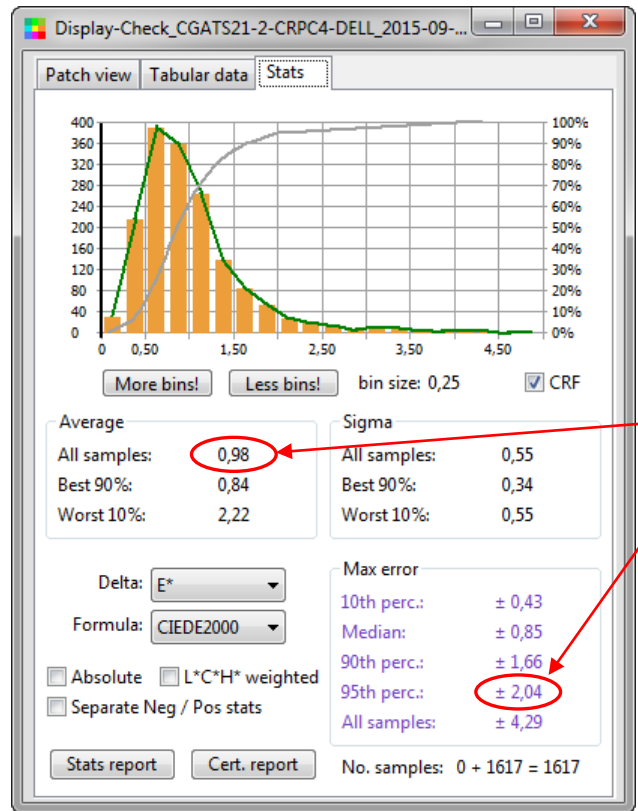 Display-Check_CGATS21-2-CRPC4-DELL_2015-09-...
Patch view Tabular data Stats
400 100%
360 90%
320 80%
280 70%
240 60%
200 50%
160 40%
120 30%
80 20%
40 10%
0 0%
0 0,50 1,50 2,50 3,50 4,50
More bins! Less bins! bin size: 0,25 CRF
Average
All samples: 0,98
Best 90%: 0,84
Worst 10%: 2,22
Sigma
All samples: 0,55
Best 90%: 0,34
Worst 10%: 0,55
Delta: E*
Formula: CIEDE2000
Absolute L*C*H* weighted
Separate Neg / Pos stats
Max error
10th perc.: ± 0,43
Median: ± 0,85
90th perc.: ± 1,66
95th perc.: ± 2,04
All samples: ± 4,29
Stats report Cert. report No. samples: 0 + 1617 = 1617